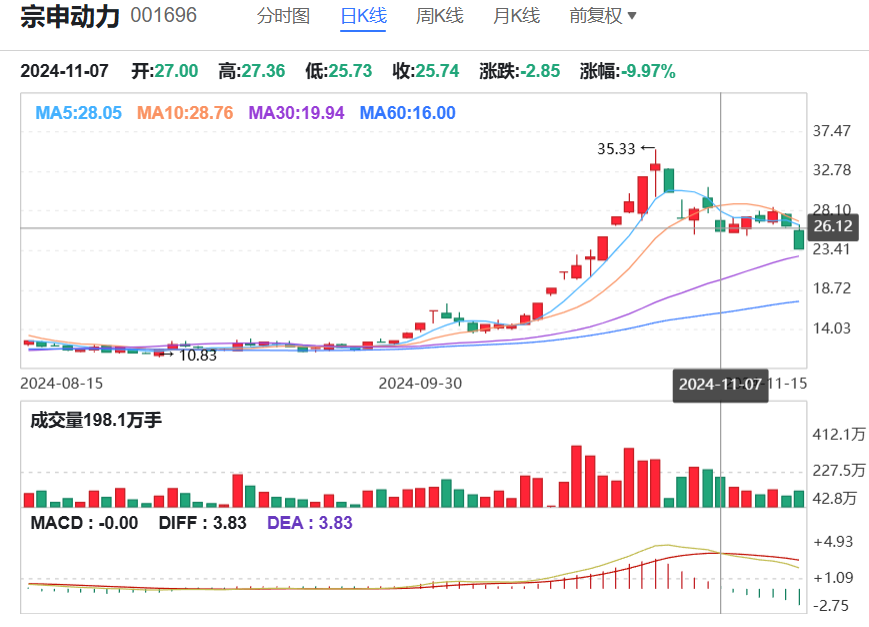 宗申动力 001696 分时图 日K线 周K线 月K线 前复权▼
2024-11-07 开:27.00 高:27.36 低:25.73 收:25.74 涨跌:-2.85 涨幅:-9.97%
MA5:28.05 MA10:28.76 MA30:19.94 MA60:16.00
37.47
35.33←
32.78
28.10
26.12
23.41
18.72
14.03
→10.83
2024-08-15 2024-09-30 2024-11-07 -11-15
成交量198.1万手
412.1万
227.5万
42.8万
MACD : -0.00 DIFF : 3.83 DEA : 3.83
+4.93
+1.09
-2.75